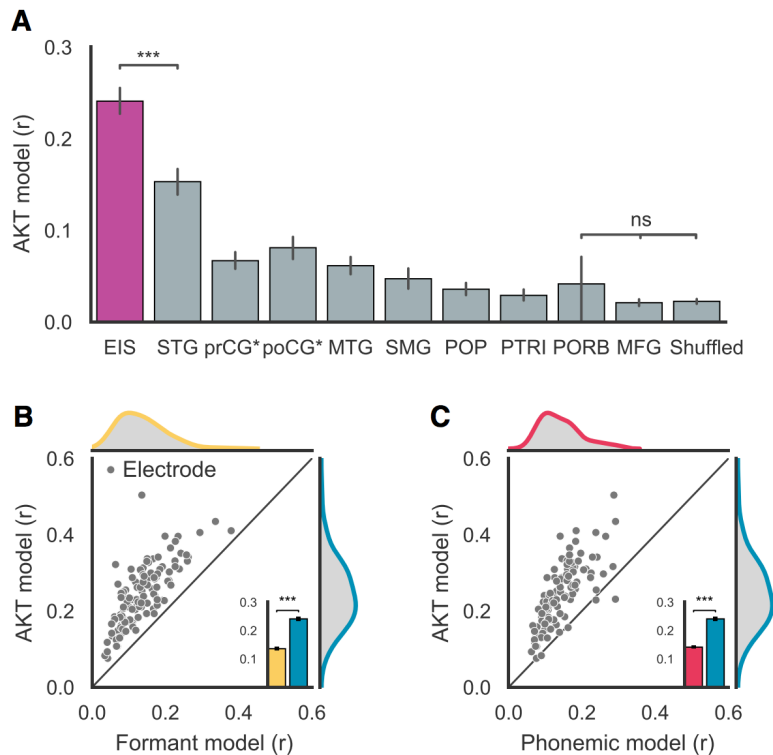 A
***
ns
AKT model (r)
0.3
0.2
0.1
0.0
EIS STG prCG* poCG* MTG SMG POP PTRI PORB MFG Shuffled
B
Electrode
AKT model (r)
0.6
0.4
0.2
0.0
***
0.3
0.2
0.1
0.0 0.2 0.4 0.6
Formant model (r)
C
AKT model (r)
0.6
0.4
0.2
0.0
***
0.3
0.2
0.1
0.0 0.2 0.4 0.6
Phonemic model (r)